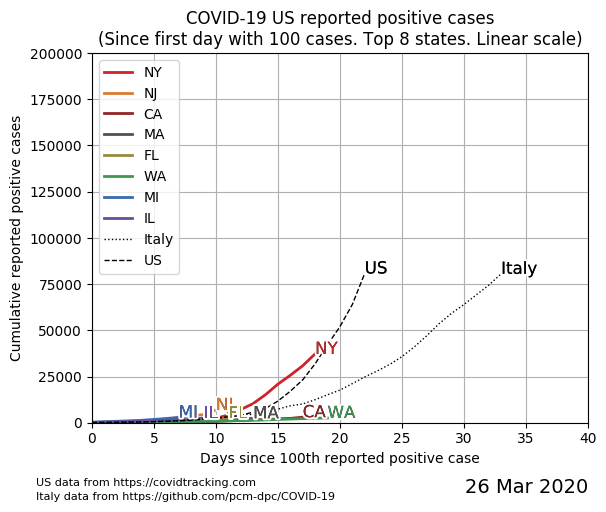 COVID-19 US reported positive cases
(Since first day with 100 cases. Top 8 states. Linear scale)
200000
175000
150000
125000
100000
75000
50000
25000
0
Cumulative reported positive cases
NY
NJ
CA
MA
FL
WA
MI
IL
Italy
US
US
Italy
NY
NJ
MI
IL
FL
MA
CA
WA
0 5 10 15 20 25 30 35 40
Days since 100th reported positive case
US data from https://covidtracking.com
Italy data from https://github.com/pcm-dpc/COVID-19
26 Mar 2020